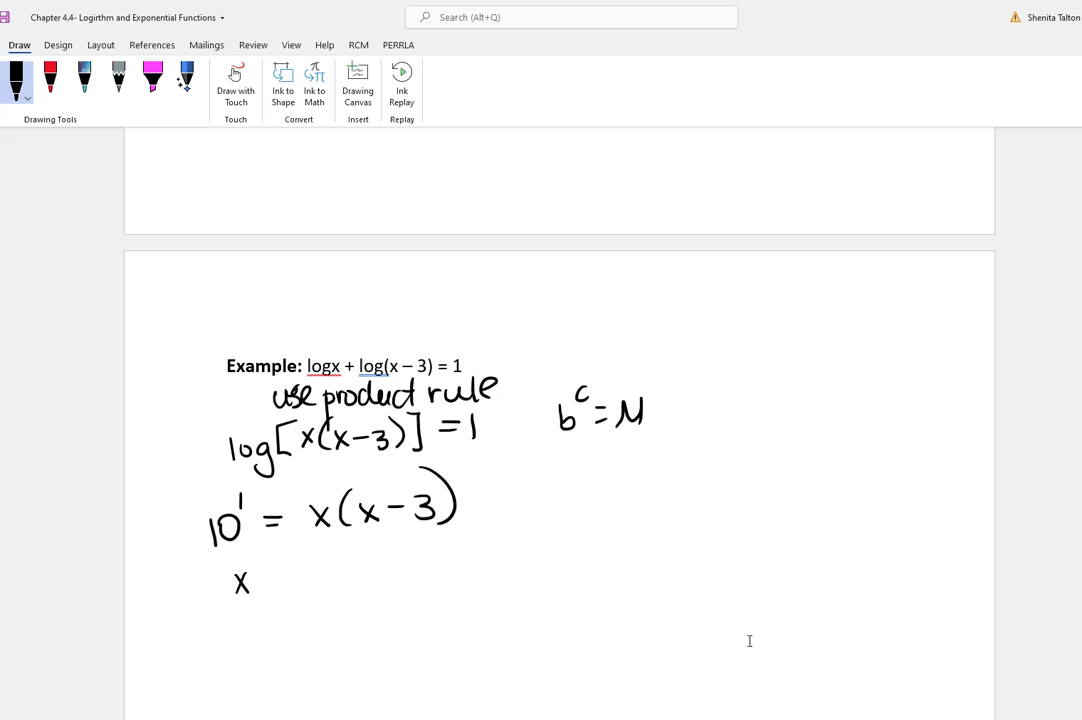 Chapter 4.4- Logirthm and Exponential Functions
Search (Alt+Q)
Shenita Talton
Draw Design Layout References Mailings Review View Help RCM PERRLA
Draw with Touch
Ink to Shape
Ink to Math
Drawing Canvas
Ink Replay
Drawing Tools Touch Convert Insert Replay
Example: logx + log(x – 3) = 1
use product rule
log[x(x-3)] = 1
b^c = M
10^1 = x(x-3)
x